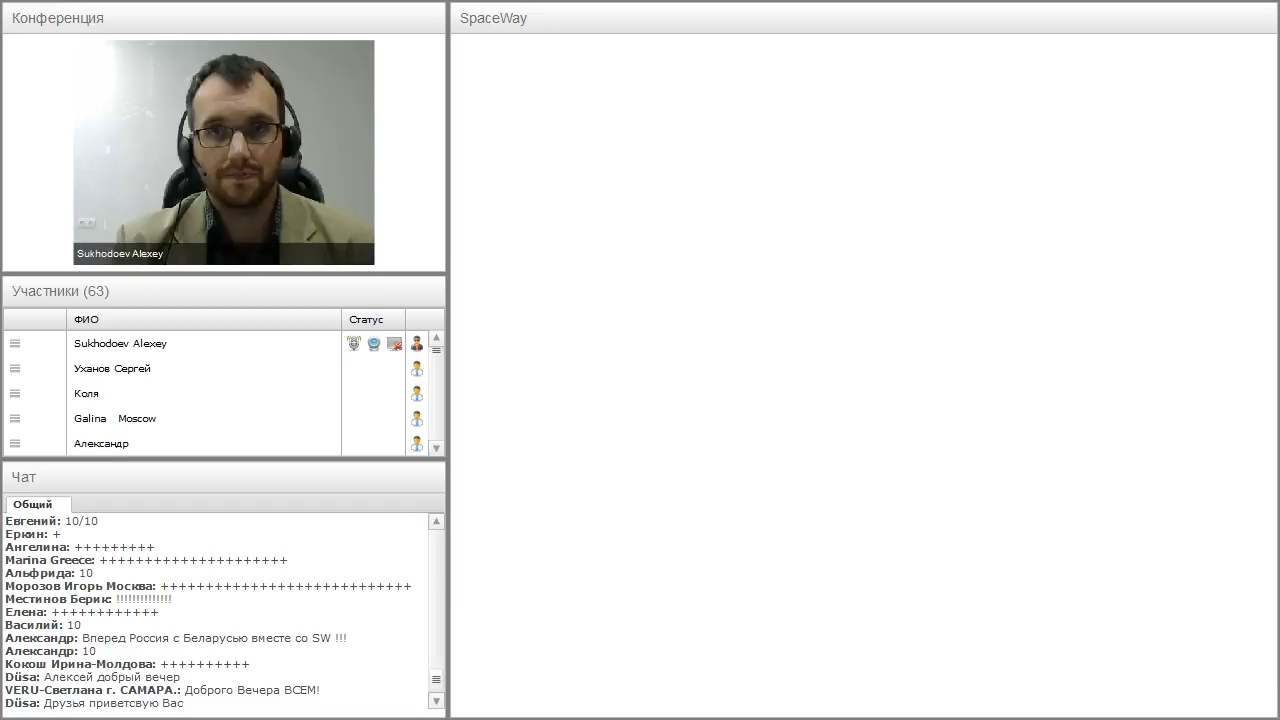 Конференция
SpaceWay
Sukhodoev Alexey
Участники (63)
ФИО Статус
Sukhodoev Alexey
Уханов Сергей
Коля
Galina Moscow
Александр
Чат
Общий
Евгений: 10/10
Еркин: +
Ангелина: +++++++++
Marina Greece: +++++++++++++++++++++
Альфрида: 10
Морозов Игорь Москва: ++++++++++++++++++++++++++++
Местинов Берик: !!!!!!!!!!!!!!
Елена: ++++++++++++
Василий: 10
Александр: Вперед Россия с Беларусью вместе со SW !!!
Александр: 10
Кокош Ирина-Молдова: ++++++++++
Düsa: Алексей добрый вечер
VERU-Светлана г. САМАРА.: Доброго Вечера ВСЕМ!
Düsa: Друзья приветсвую Вас